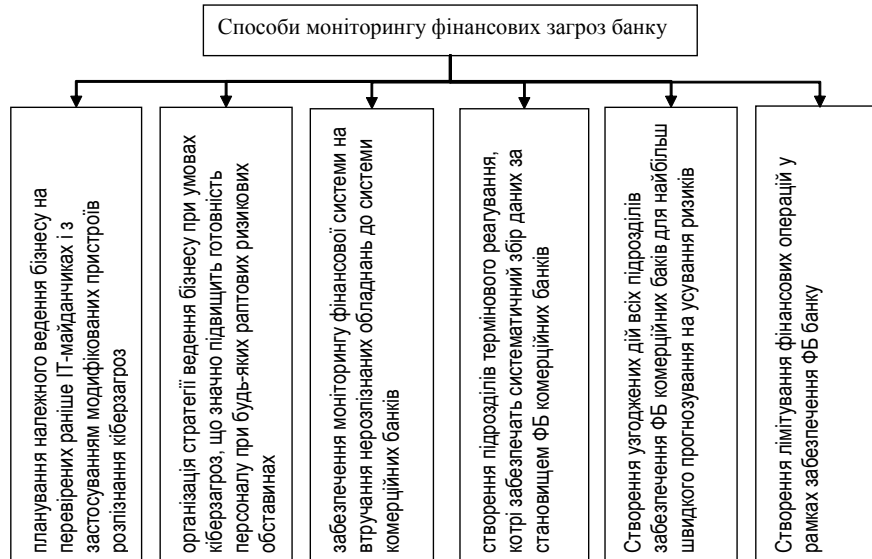 Способи моніторингу фінансових загроз банку
планування належного ведення бізнесу на
перевірених раніше ІТ-майданчиках і з
застосуванням модифікованих пристроїв
розпізнання кіберзагроз
організація стратегії ведення бізнесу при умовах
кіберзагроз, що значно підвищить готовність
персоналу при будь-яких раптових ризикових
обставинах
забезпечення моніторингу фінансової системи на
втручання нерозпізнаних обладнань до системи
комерційних банків
створення підрозділів термінового реагування,
котрі забезпечать систематичний збір даних за
становищем ФБ комерційних банків
Створення узгоджених дій всіх підрозділів
забезпечення ФБ комерційних баків для найбільш
швидкого прогнозування на усування ризиків
Створення лімітування фінансових операцій у
рамках забезпечення ФБ банку